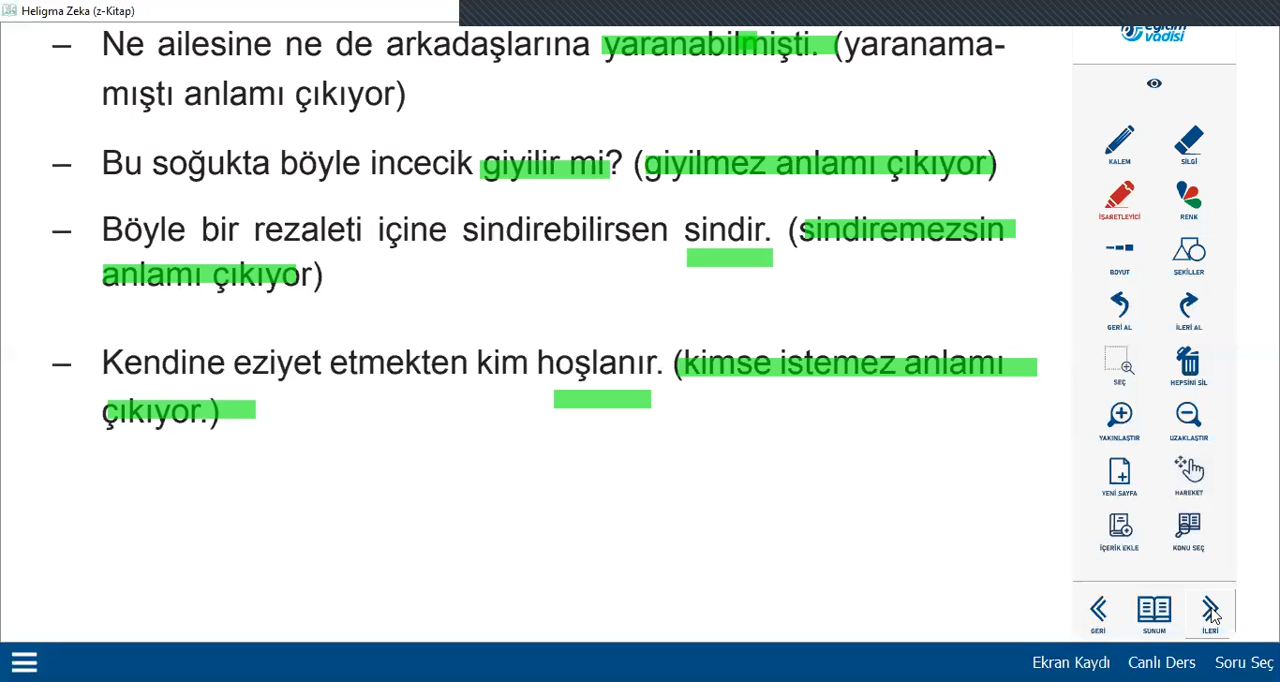 Heligma Zeka (z-Kitap)
– Ne ailesine ne de arkadaşlarına yaranabilmişti. (yaranama-
mıştı anlamı çıkıyor)
– Bu soğukta böyle incecik giyilir mi? (giyilmez anlamı çıkıyor)
– Böyle bir rezaleti içine sindirebilirsen sindir. (sindiremezsin
anlamı çıkıyor)
– Kendine eziyet etmekten kim hoşlanır. (kimse istemez anlamı
çıkıyor.)
eğitim
vadisi
KALEM SİLGİ
İŞARETLEYİCİ RENK
BOYUT ŞEKİLLER
GERİ AL İLERİ AL
SEÇ HEPSİNİ SİL
YAKINLAŞTIR UZAKLAŞTIR
YENİ SAYFA HAREKET
İÇERİK EKLE KONU SEÇ
GERİ SUNUM İLERİ
Ekran Kaydı Canlı Ders Soru Seç